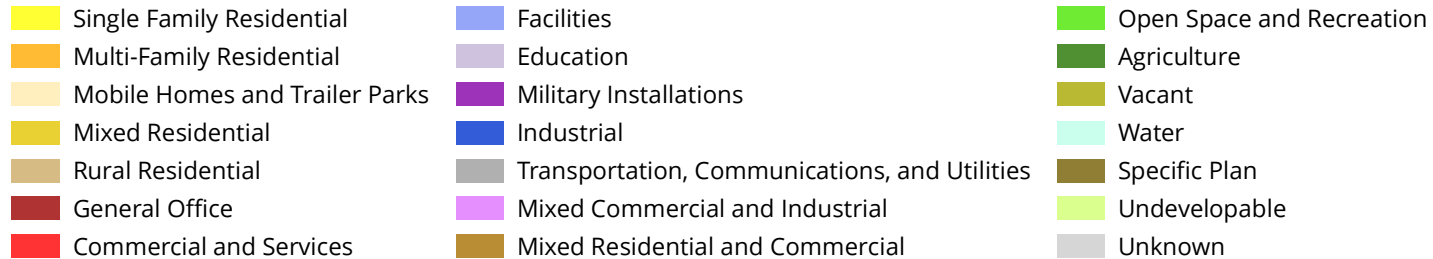 Single Family Residential
Multi-Family Residential
Mobile Homes and Trailer Parks
Mixed Residential
Rural Residential
General Office
Commercial and Services
Facilities
Education
Military Installations
Industrial
Transportation, Communications, and Utilities
Mixed Commercial and Industrial
Mixed Residential and Commercial
Open Space and Recreation
Agriculture
Vacant
Water
Specific Plan
Undevelopable
Unknown